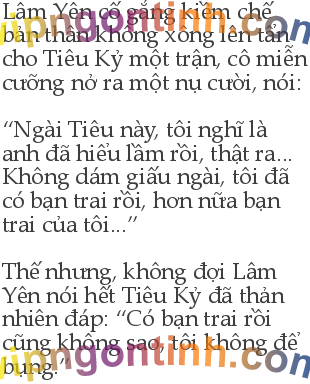 Lâm Yên cố gắng kiềm chế
bản thân không xông lên tẩn
cho Tiêu Kỷ một trận, cô miễn
cưỡng nở ra một nụ cười, nói:
“Ngài Tiêu này, tôi nghĩ là
anh đã hiểu lầm rồi, thật ra...
Không dám giấu ngài, tôi đã
có bạn trai rồi, hơn nữa bạn
trai của tôi...”
Thế nhưng, không đợi Lâm
Yên nói hết Tiêu Kỷ đã thản
nhiên đáp: “Có bạn trai rồi
cũng không sao, tôi không để
bụng.”
vipngontinh.com
vipngontinh.com